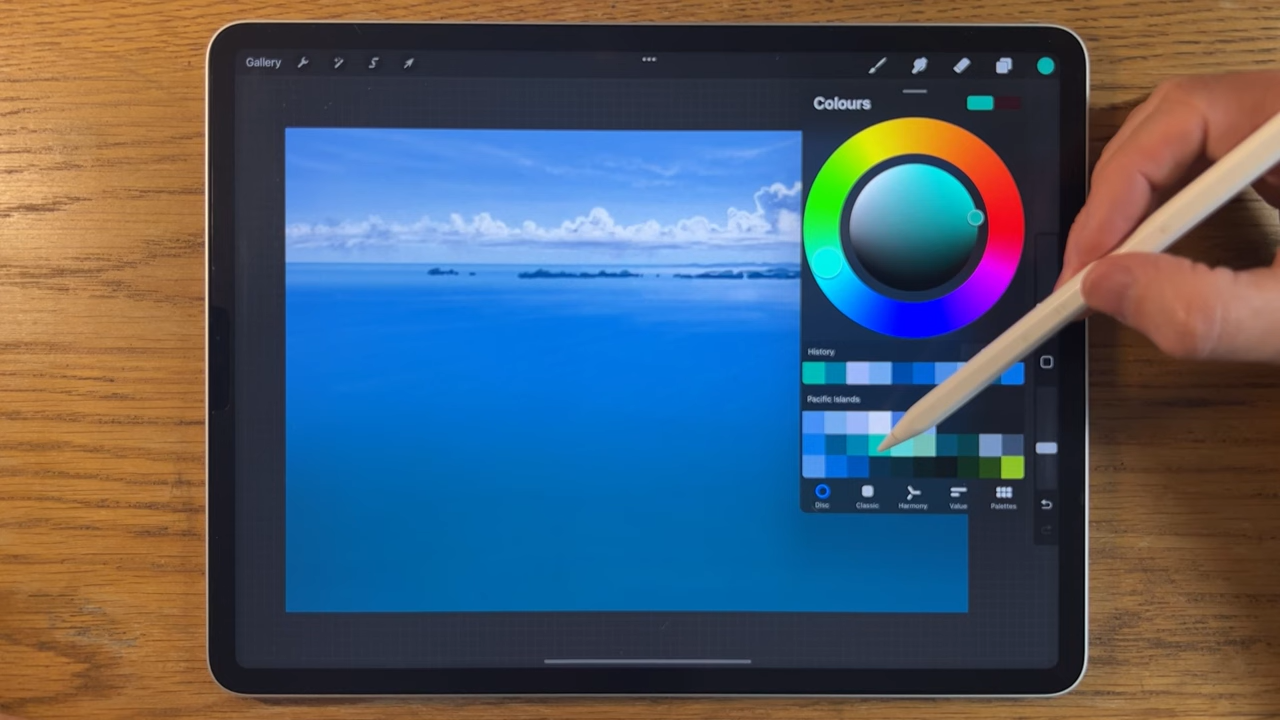 Gallery
Colours
History
Pacific Islands
Disc Classic Harmony Value Palettes